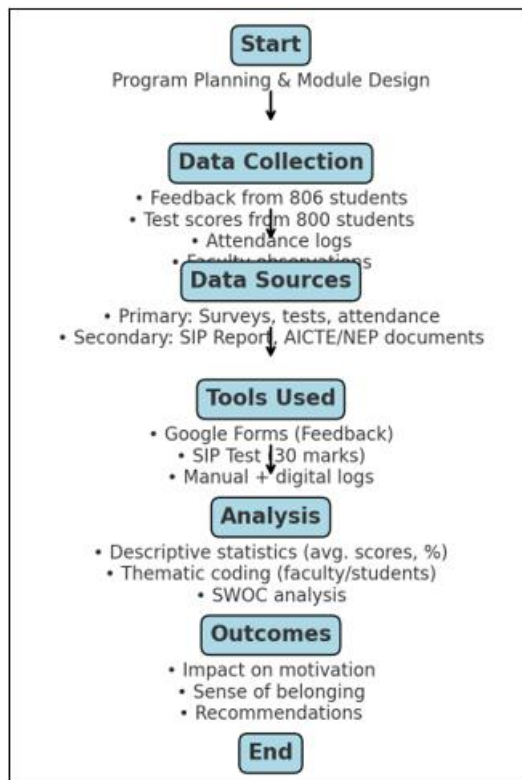 Start
Program Planning & Module Design
Data Collection
• Feedback from 806 students
• Test scores from 800 students
• Attendance logs
• Faculty observations
Data Sources
• Primary: Surveys, tests, attendance
• Secondary: SIP Report, AICTE/NEP documents
Tools Used
• Google Forms (Feedback)
• SIP Test (30 marks)
• Manual + digital logs
Analysis
• Descriptive statistics (avg. scores, %)
• Thematic coding (faculty/students)
• SWOC analysis
Outcomes
• Impact on motivation
• Sense of belonging
• Recommendations
End